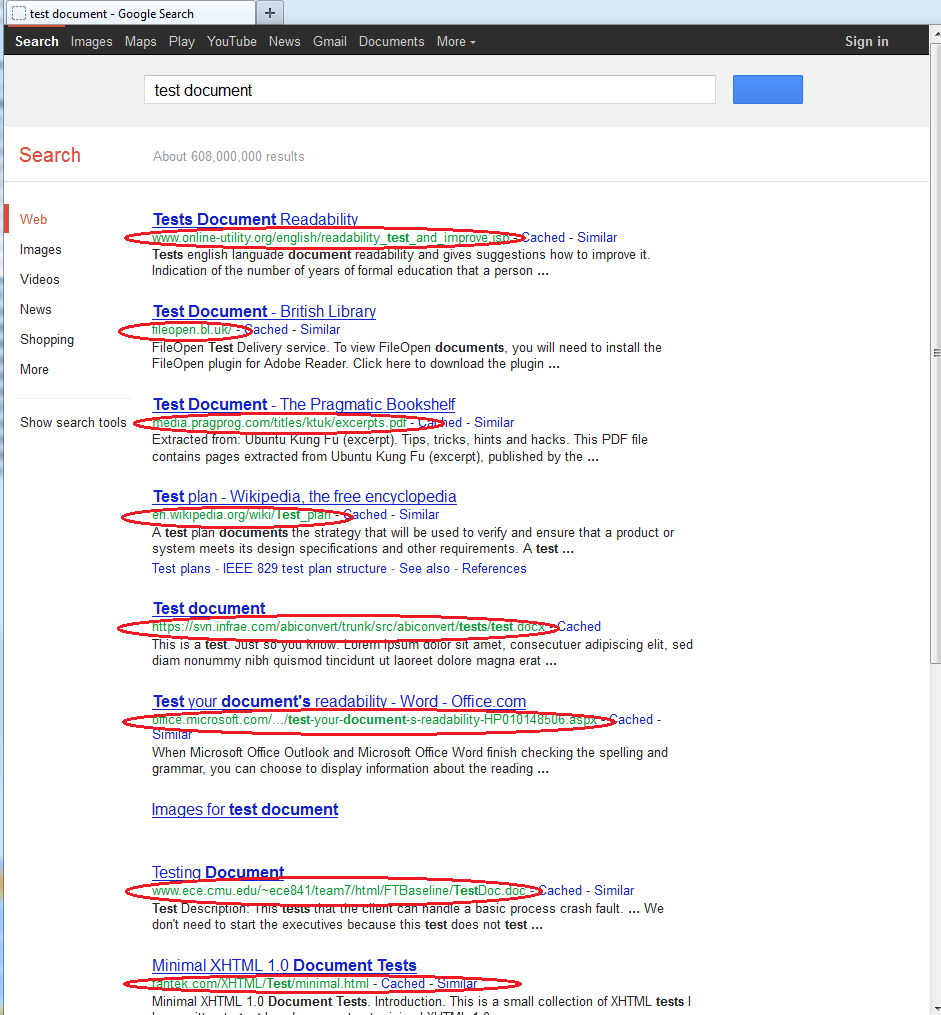 test document - Google Search
Search Images Maps Play YouTube News Gmail Documents More Sign in
test document
Search About 608,000,000 results
Web
Images
Videos
News
Shopping
More
Show search tools
Tests Document Readability
www.online-utility.org/english/readability_test_and_improve.jsp - Cached - Similar
Tests english languade document readability and gives suggestions how to improve it.
Indication of the number of years of formal education that a person ...
Test Document - British Library
fileopen.bl.uk/ - Cached - Similar
FileOpen Test Delivery service. To view FileOpen documents, you will need to install the
FileOpen plugin for Adobe Reader. Click here to download the plugin ...
Test Document - The Pragmatic Bookshelf
media.pragprog.com/titles/ktuk/excerpts.pdf - Cached - Similar
Extracted from: Ubuntu Kung Fu (excerpt). Tips, tricks, hints and hacks. This PDF file
contains pages extracted from Ubuntu Kung Fu (excerpt), published by the ...
Test plan - Wikipedia, the free encyclopedia
en.wikipedia.org/wiki/Test_plan - Cached - Similar
A test plan documents the strategy that will be used to verify and ensure that a product or
system meets its design specifications and other requirements. A test ...
Test plans - IEEE 829 test plan structure - See also - References
Test document
https://svn.infrae.com/abiconvert/trunk/src/abiconvert/tests/test.docx - Cached
This is a test. Just so you know. Lorem ipsum dolor sit amet, consectuer adipiscing elit, sed
diam nonummy nibh quismod tincidunt ut laoreet dolore magna erat ...
Test your document's readability - Word - Office.com
office.microsoft.com/.../test-your-document-s-readability-HP010148506.aspx - Cached -
Similar
When Microsoft Office Outlook and Microsoft Office Word finish checking the spelling and
grammar, you can choose to display information about the reading ...
Images for test document
Testing Document
www.ece.cmu.edu/~ece841/team7/html/FTBaseline/TestDoc.doc - Cached - Similar
Test Description: This tests that the client can handle a basic process crash fault. ... We
don't need to start the executives because this test does not test ...
Minimal XHTML 1.0 Document Tests
tantek.com/XHTML/Test/minimal.html - Cached - Similar
Minimal XHTML 1.0 Document Tests. Introduction. This is a small collection of XHTML tests I